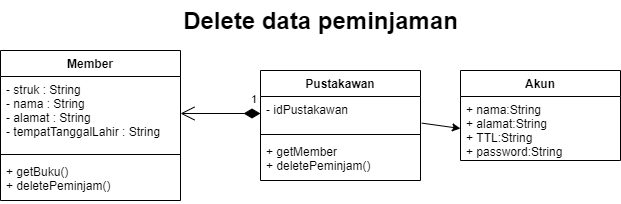 Delete data peminjaman
Member
- struk : String
- nama : String
- alamat : String
- tempatTanggalLahir : String
+ getBuku()
+ deletePeminjam()
1
Pustakawan
- idPustakawan
+ getMember
+ deletePeminjam()
Akun
+ nama:String
+ alamat:String
+ TTL:String
+ password:String